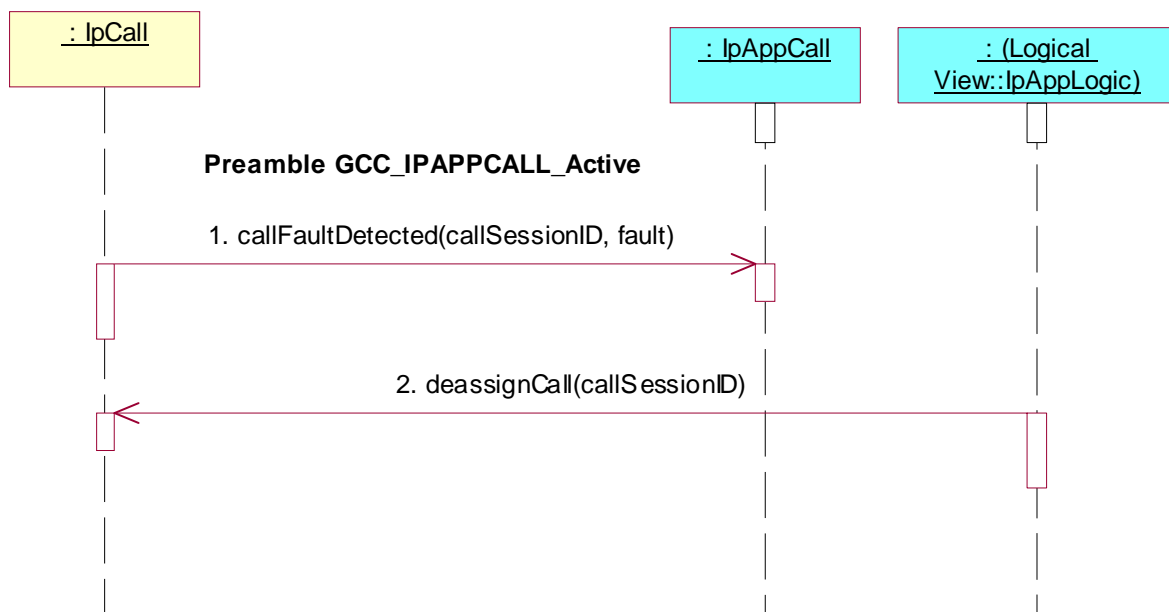 : IpCall
: IpAppCall
: (Logical
View::IpAppLogic)
Preamble GCC_IPAPPCALL_Active
1. callFaultDetected(callSessionID, fault)
2. deassignCall(callSessionID)